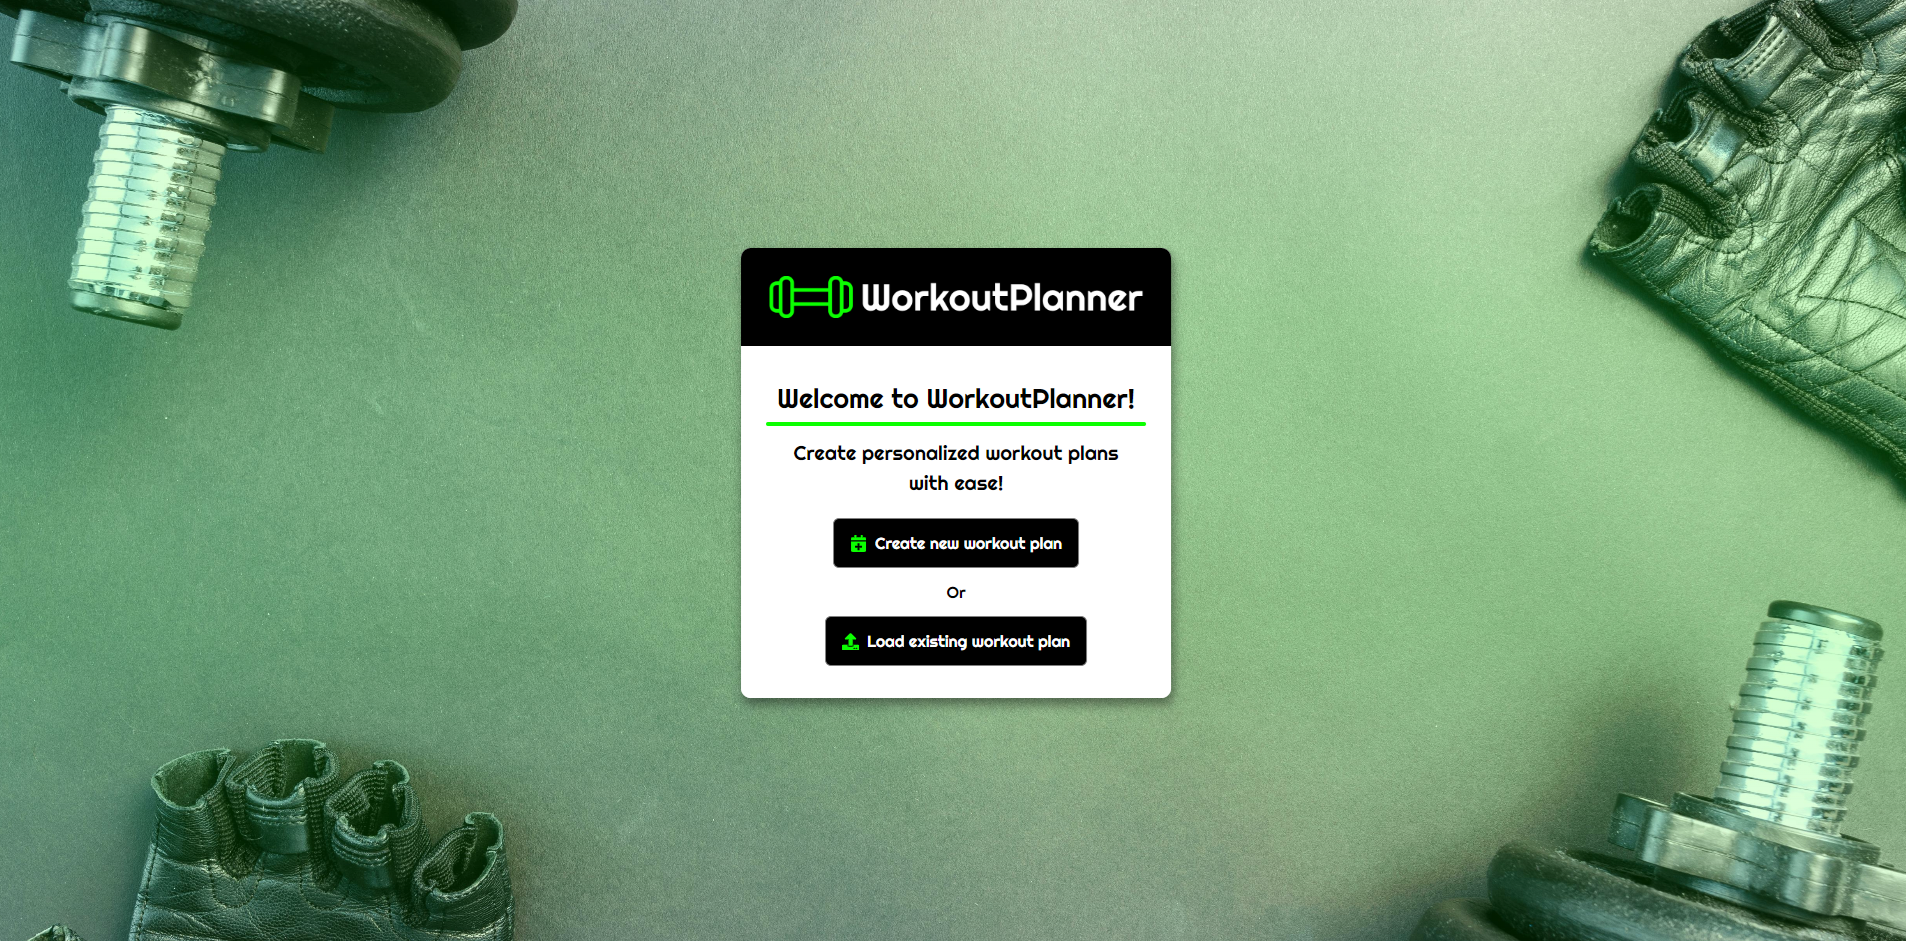 WorkoutPlanner
Welcome to WorkoutPlanner!
Create personalized workout plans
with ease!
Create new workout plan
Or
Load existing workout plan